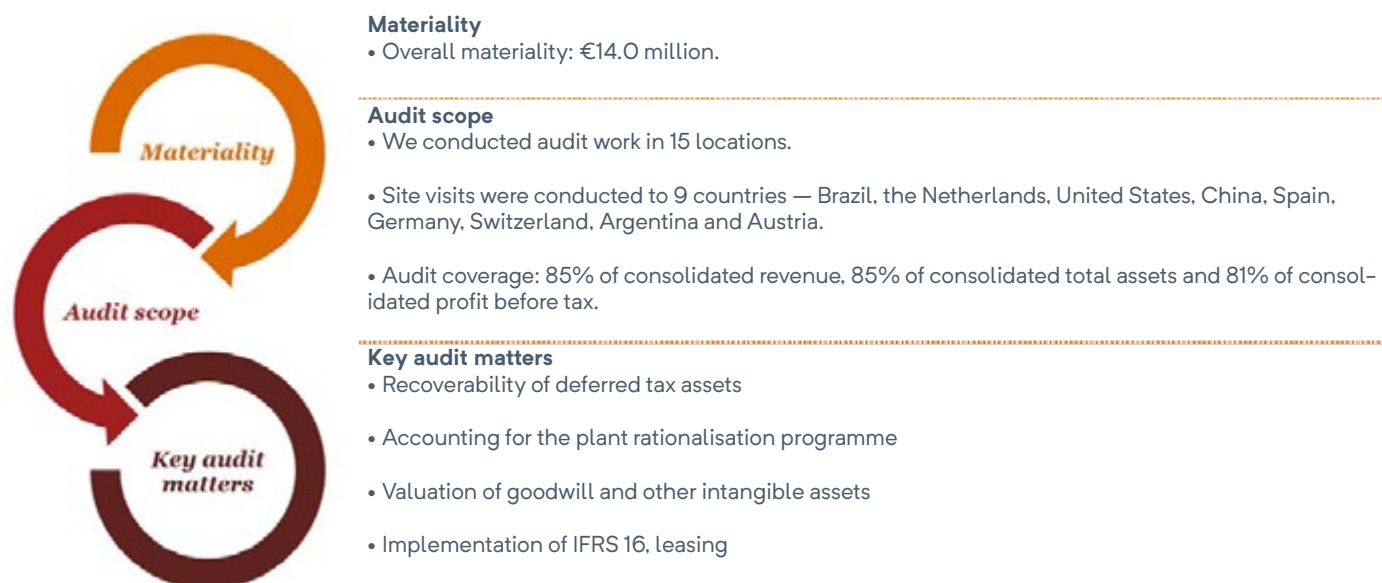 Materiality
Materiality
• Overall materiality: €14.0 million.
Audit scope
Audit scope
• We conducted audit work in 15 locations.
• Site visits were conducted to 9 countries — Brazil, the Netherlands, United States, China, Spain,
Germany, Switzerland, Argentina and Austria.
• Audit coverage: 85% of consolidated revenue, 85% of consolidated total assets and 81% of consol-
idated profit before tax.
Key audit
matters
Key audit matters
• Recoverability of deferred tax assets
• Accounting for the plant rationalisation programme
• Valuation of goodwill and other intangible assets
• Implementation of IFRS 16, leasing